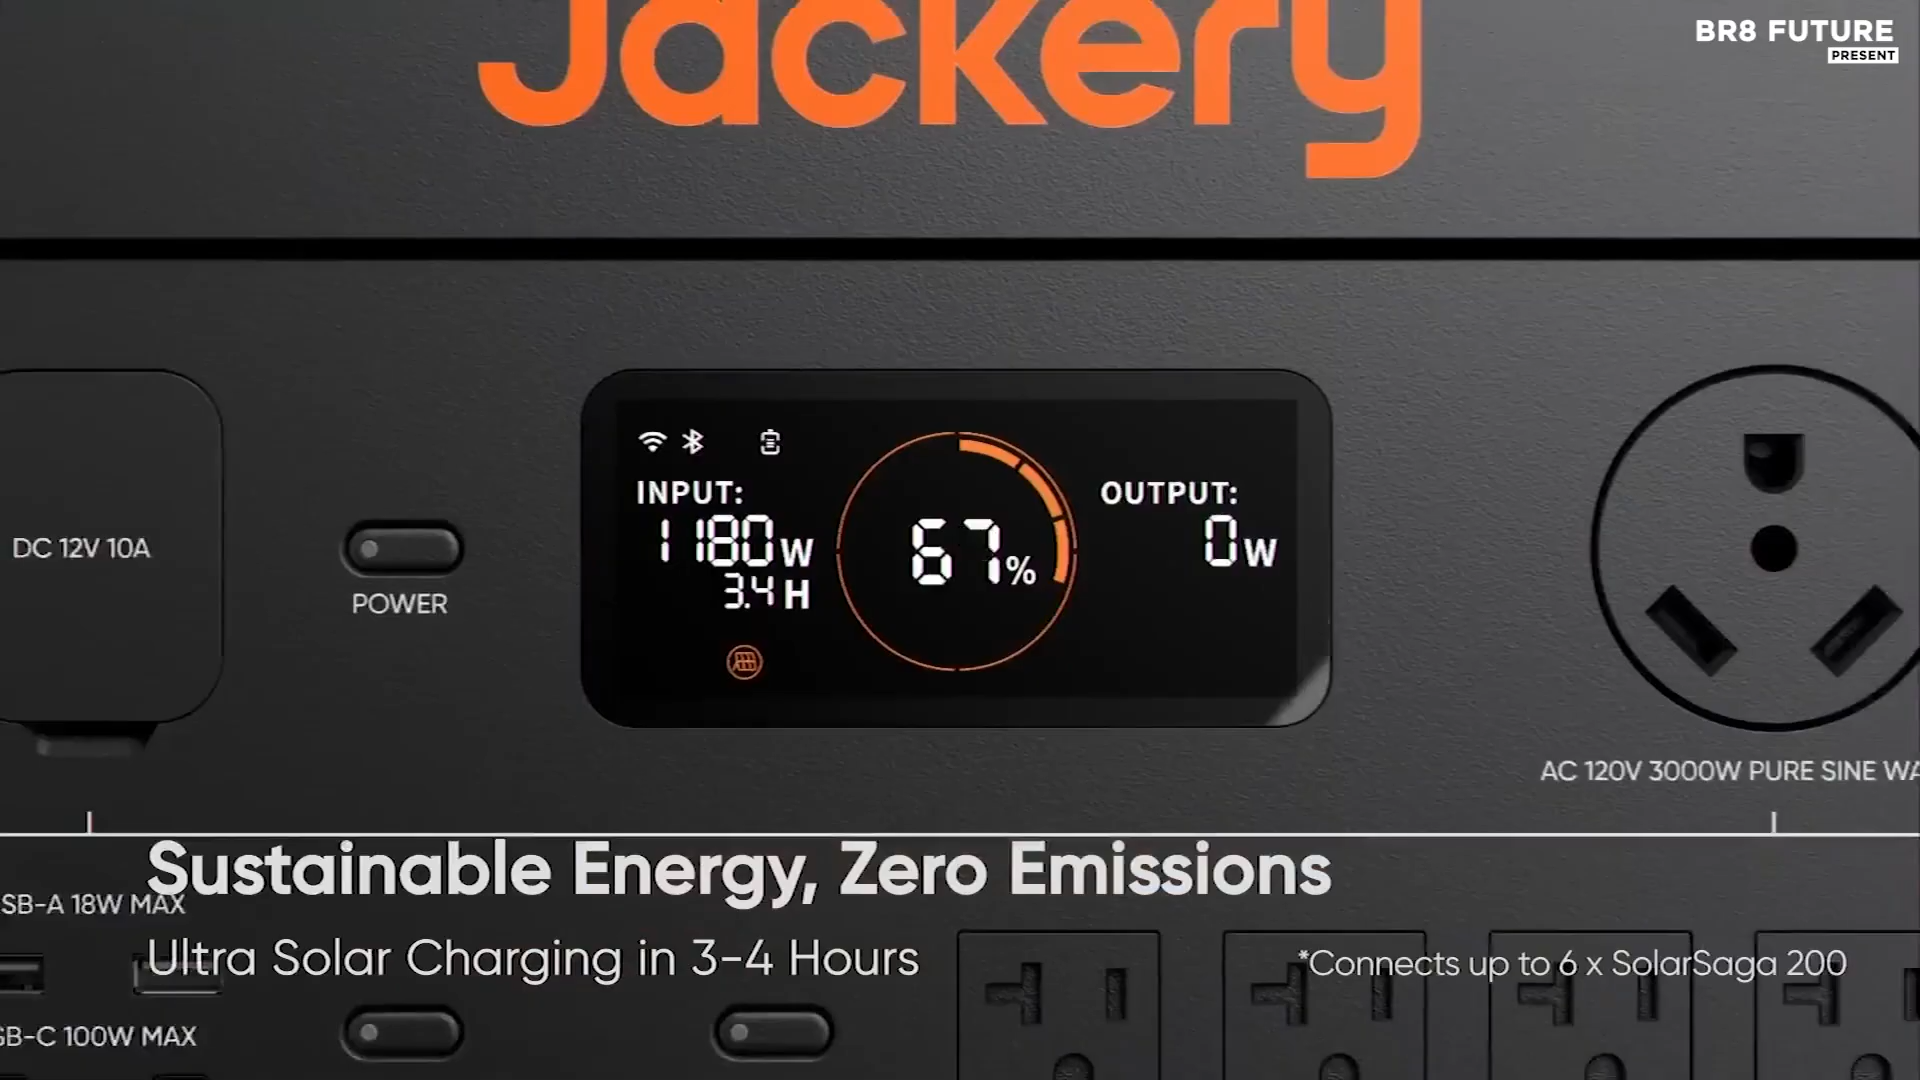 Jackery
BR8 FUTURE
PRESENT
INPUT:
1180W
3.4H
67%
OUTPUT:
0W
DC 12V 10A
POWER
AC 120V 3000W PURE SINE WA
Sustainable Energy, Zero Emissions
SB-A 18W MAX
Ultra Solar Charging in 3-4 Hours
*Connects up to 6 x SolarSaga 200
SB-C 100W MAX